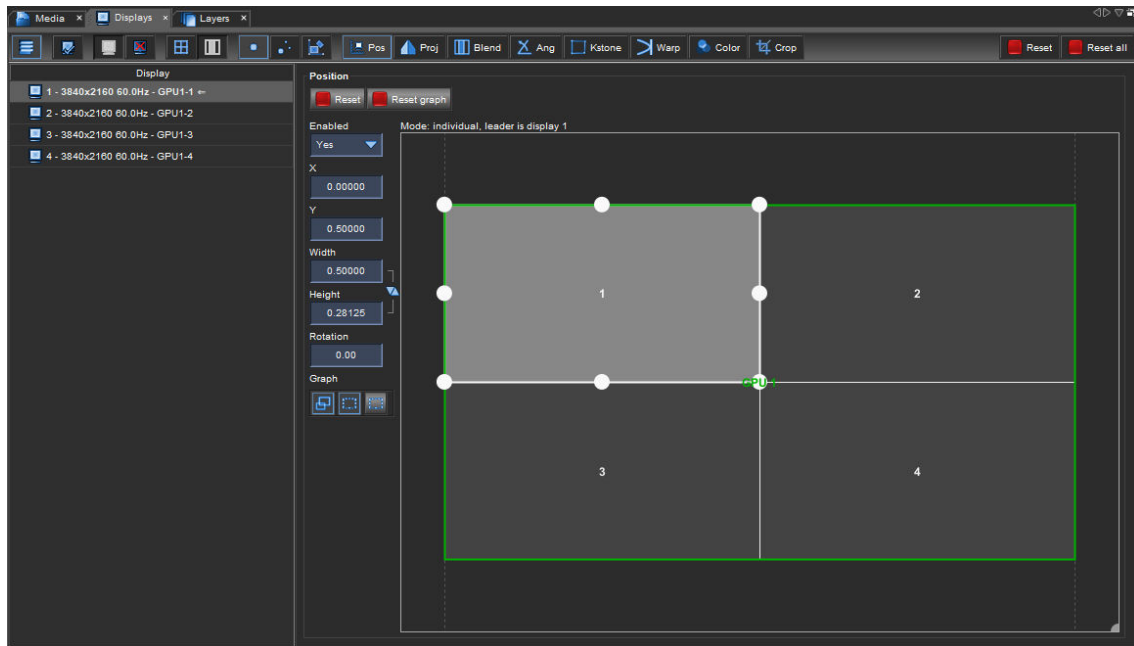 Media × Displays × Layers ×
Pos Proj Blend Ang Kstone Warp Color Crop Reset Reset all
Display
1 - 3840x2160 60.0Hz - GPU1-1 ⇐
2 - 3840x2160 60.0Hz - GPU1-2
3 - 3840x2160 60.0Hz - GPU1-3
4 - 3840x2160 60.0Hz - GPU1-4
Position
Reset Reset graph
Enabled
Yes
X
0.00000
Y
0.50000
Width
0.50000
Height
0.28125
Rotation
0.00
Graph
Mode: individual, leader is display 1
1 2
GPU 1
3 4